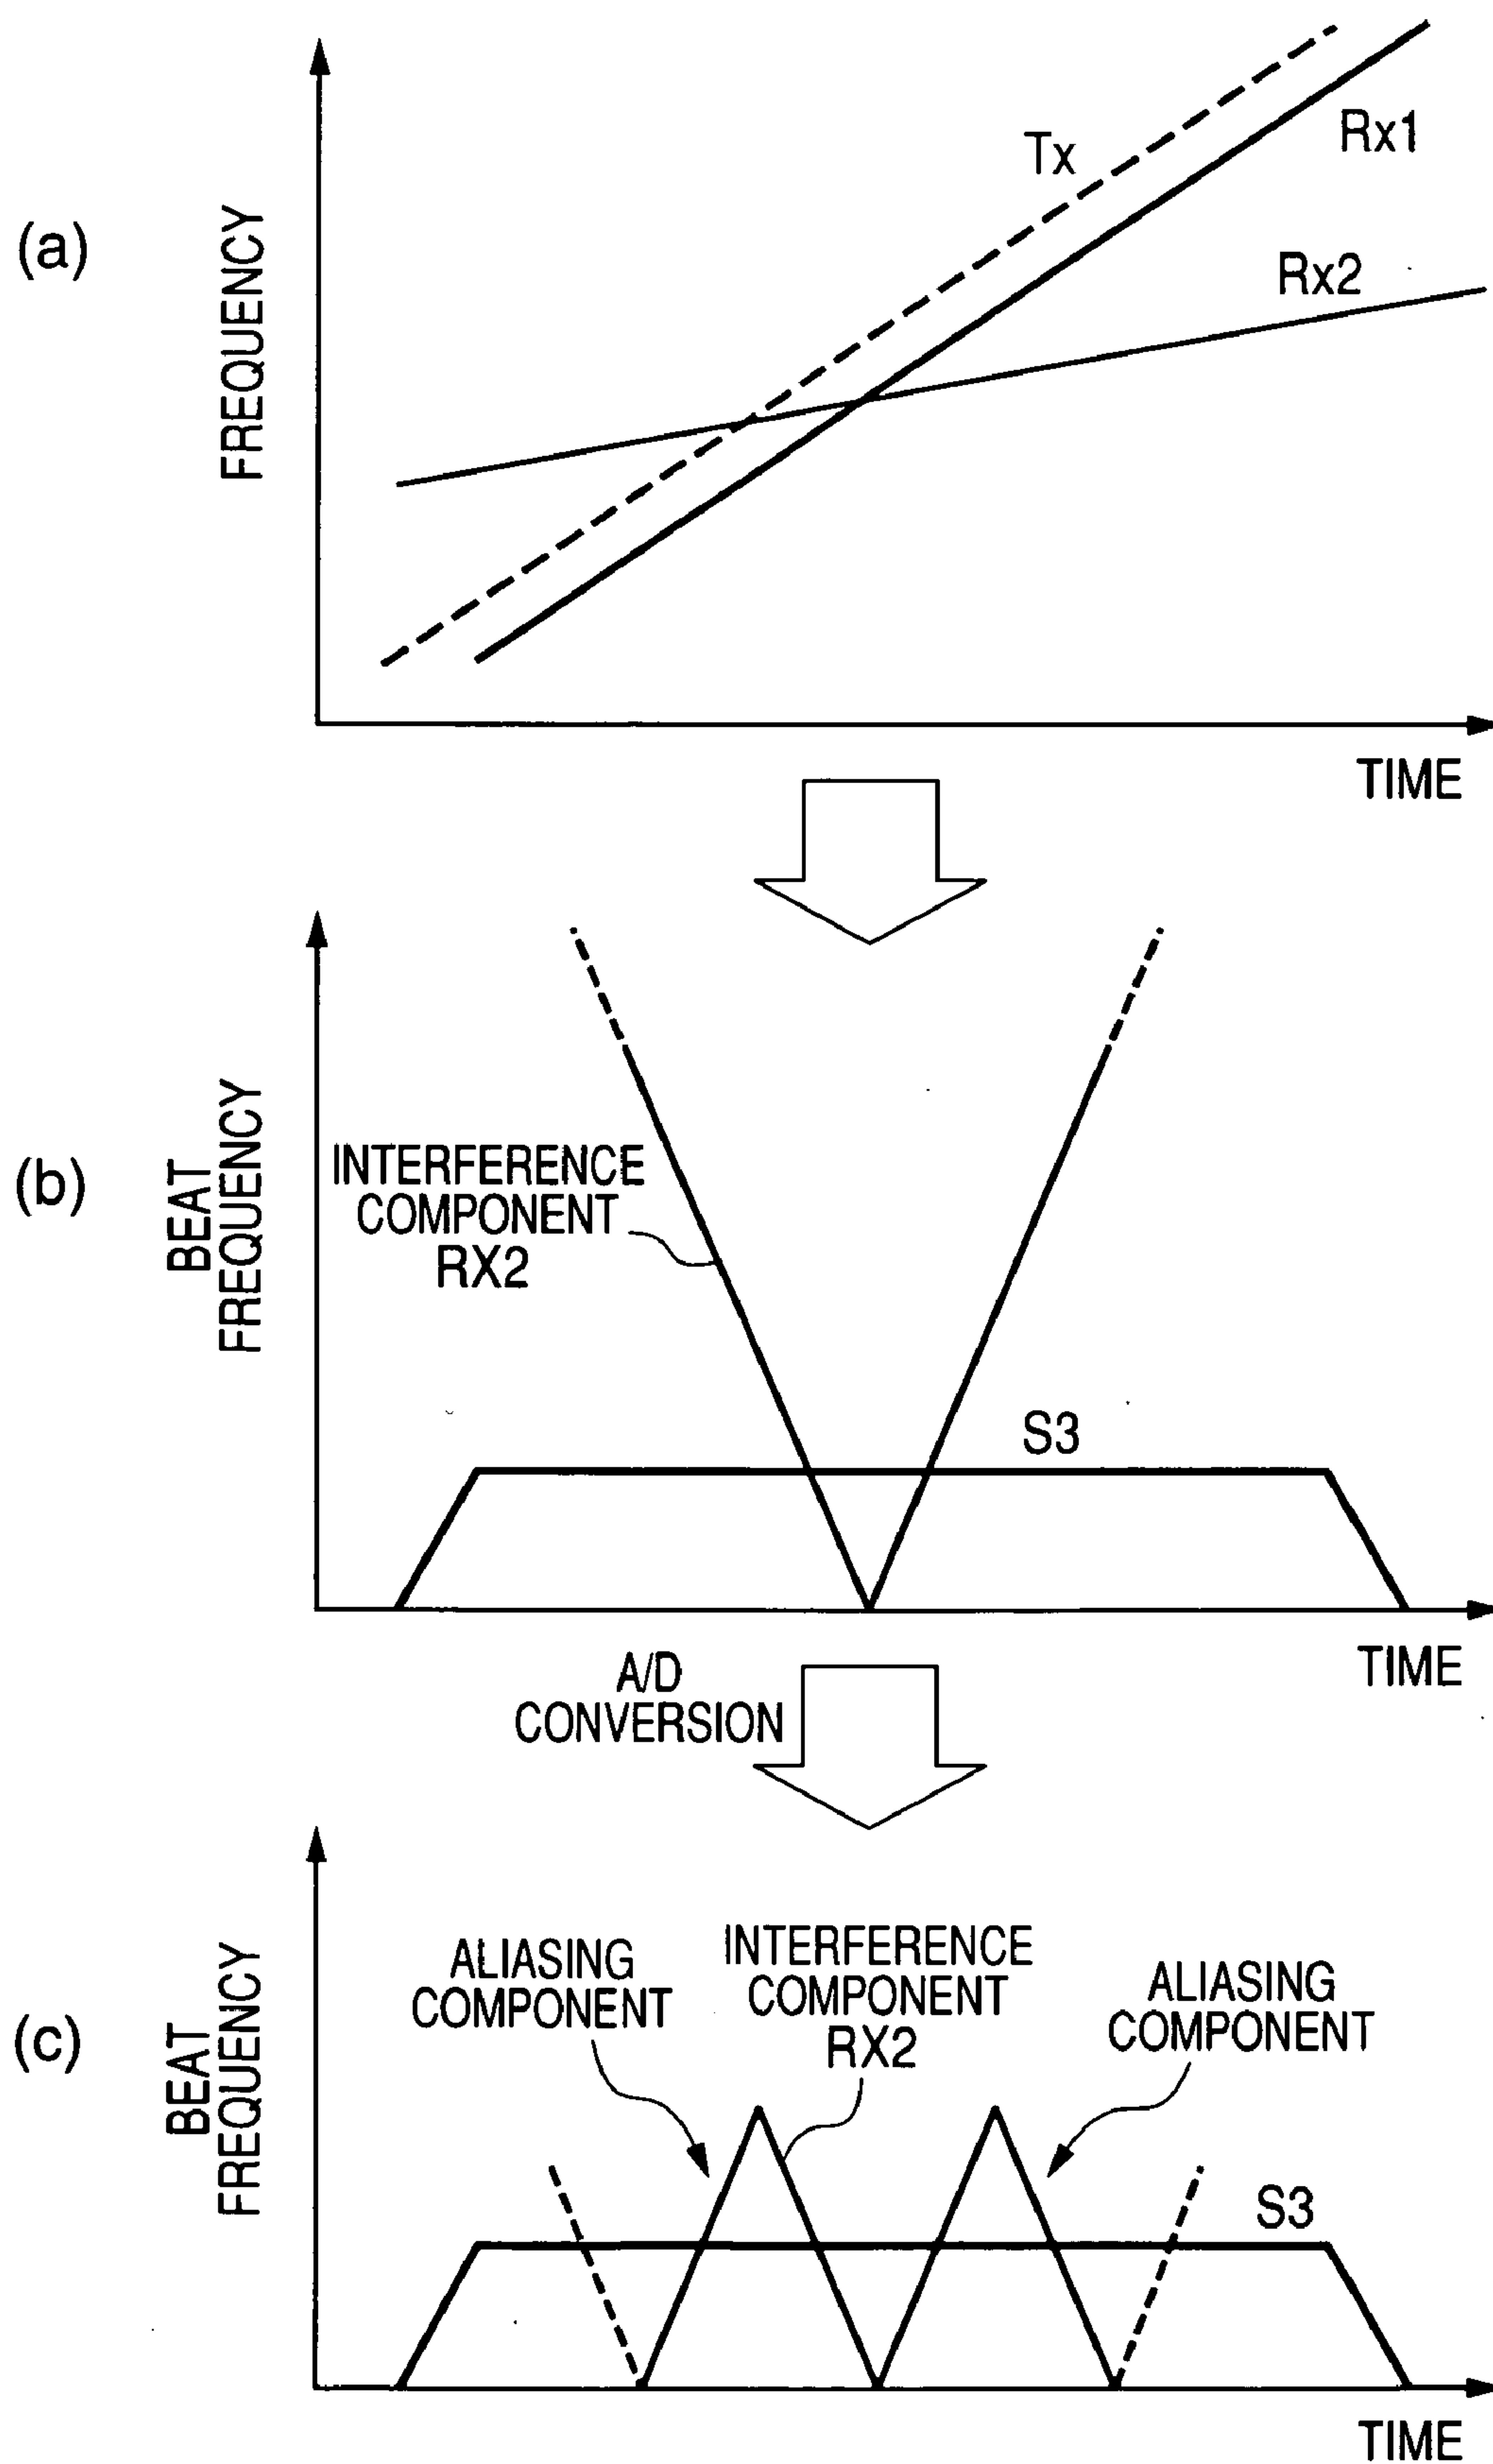 (a)
FREQUENCY
Tx
Rx1
Rx2
TIME
(b)
BEAT
FREQUENCY
INTERFERENCE
COMPONENT
RX2
S3
TIME
A/D
CONVERSION
(c)
BEAT
FREQUENCY
ALIASING
COMPONENT
INTERFERENCE
COMPONENT
RX2
ALIASING
COMPONENT
S3
TIME